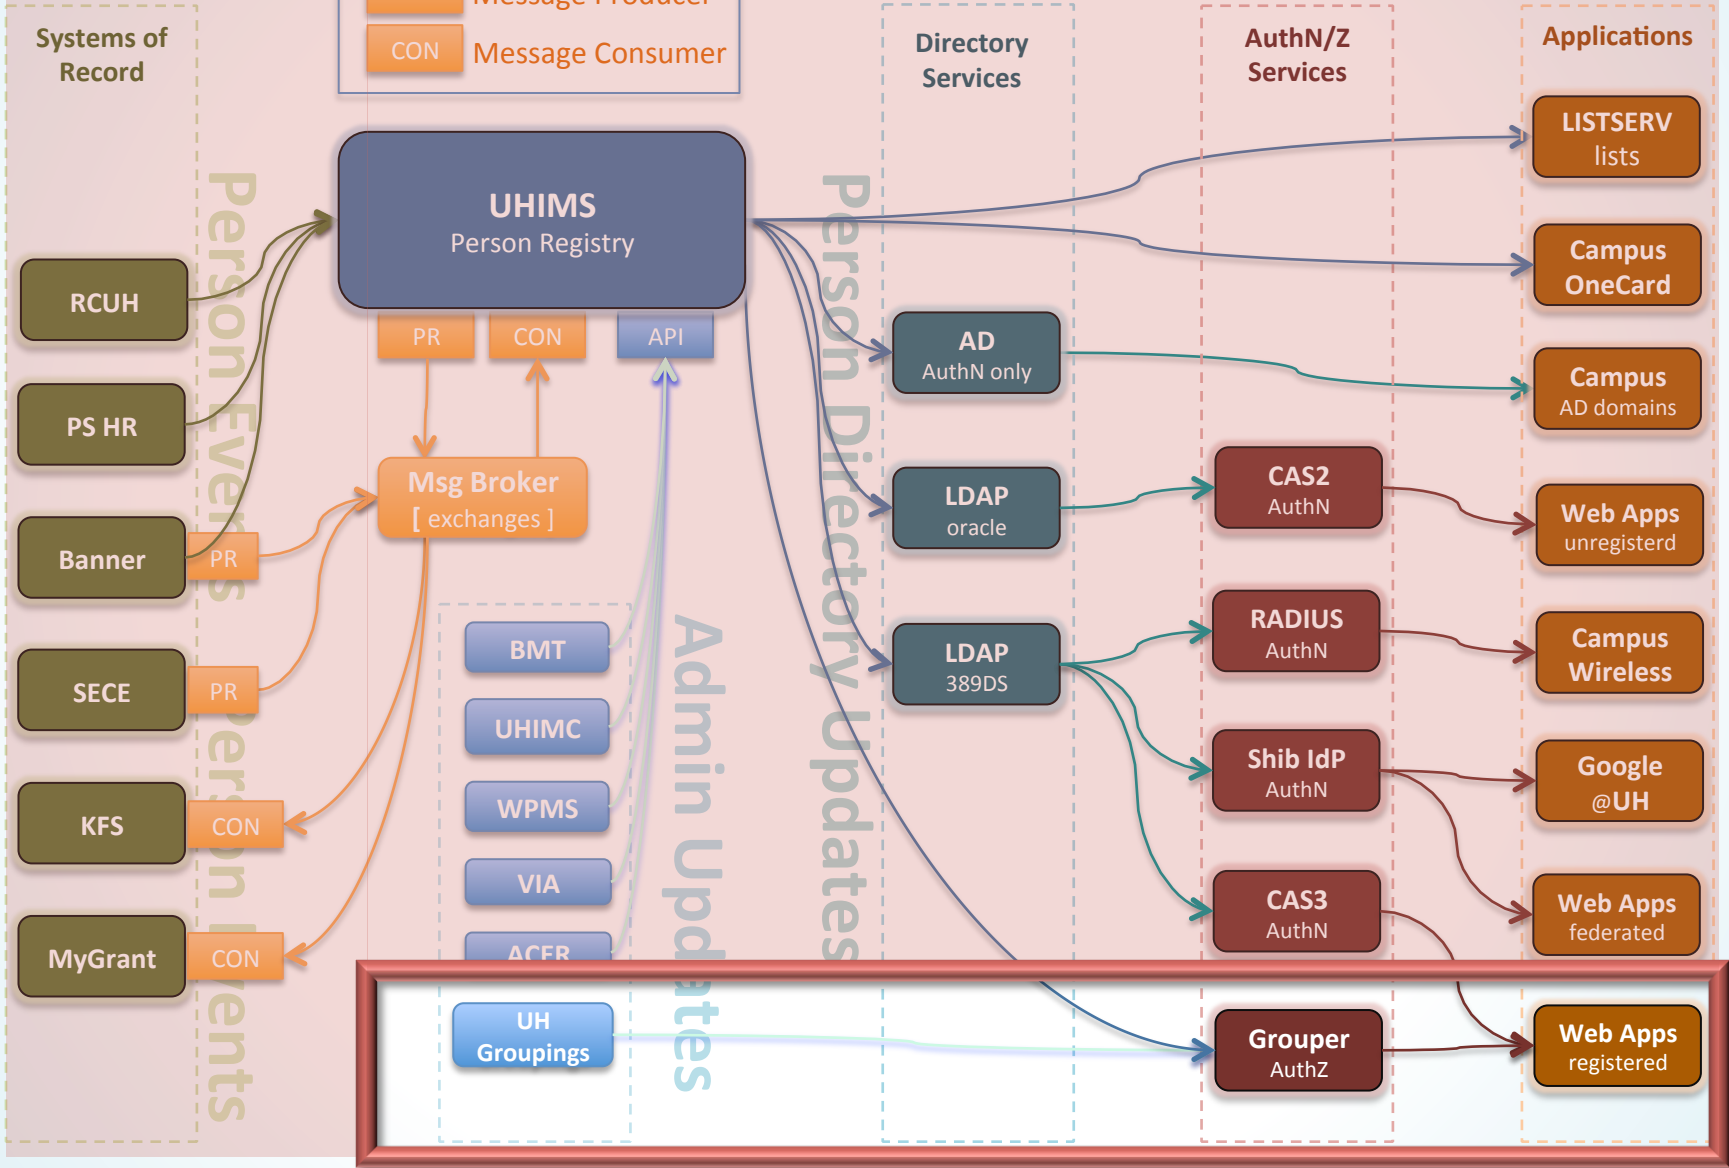 Systems of
Record
Message Producer
CON
Message Consumer
Directory
Services
AuthN/Z
Services
Applications
Person Events
Person Events
RCUH
PS HR
Banner
PR
SECE
PR
KFS
CON
MyGrant
CON
UHIMS
Person Registry
PR
CON
API
Msg Broker
[ exchanges ]
Admin Updates
BMT
UHIMC
WPMS
VIA
ACER
UH
Groupings
Person Directory Updates
AD
AuthN only
LDAP
oracle
LDAP
389DS
CAS2
AuthN
RADIUS
AuthN
Shib IdP
AuthN
CAS3
AuthN
Grouper
AuthZ
LISTSERV
lists
Campus
OneCard
Campus
AD domains
Web Apps
unregisterd
Campus
Wireless
Google
@UH
Web Apps
federated
Web Apps
registered